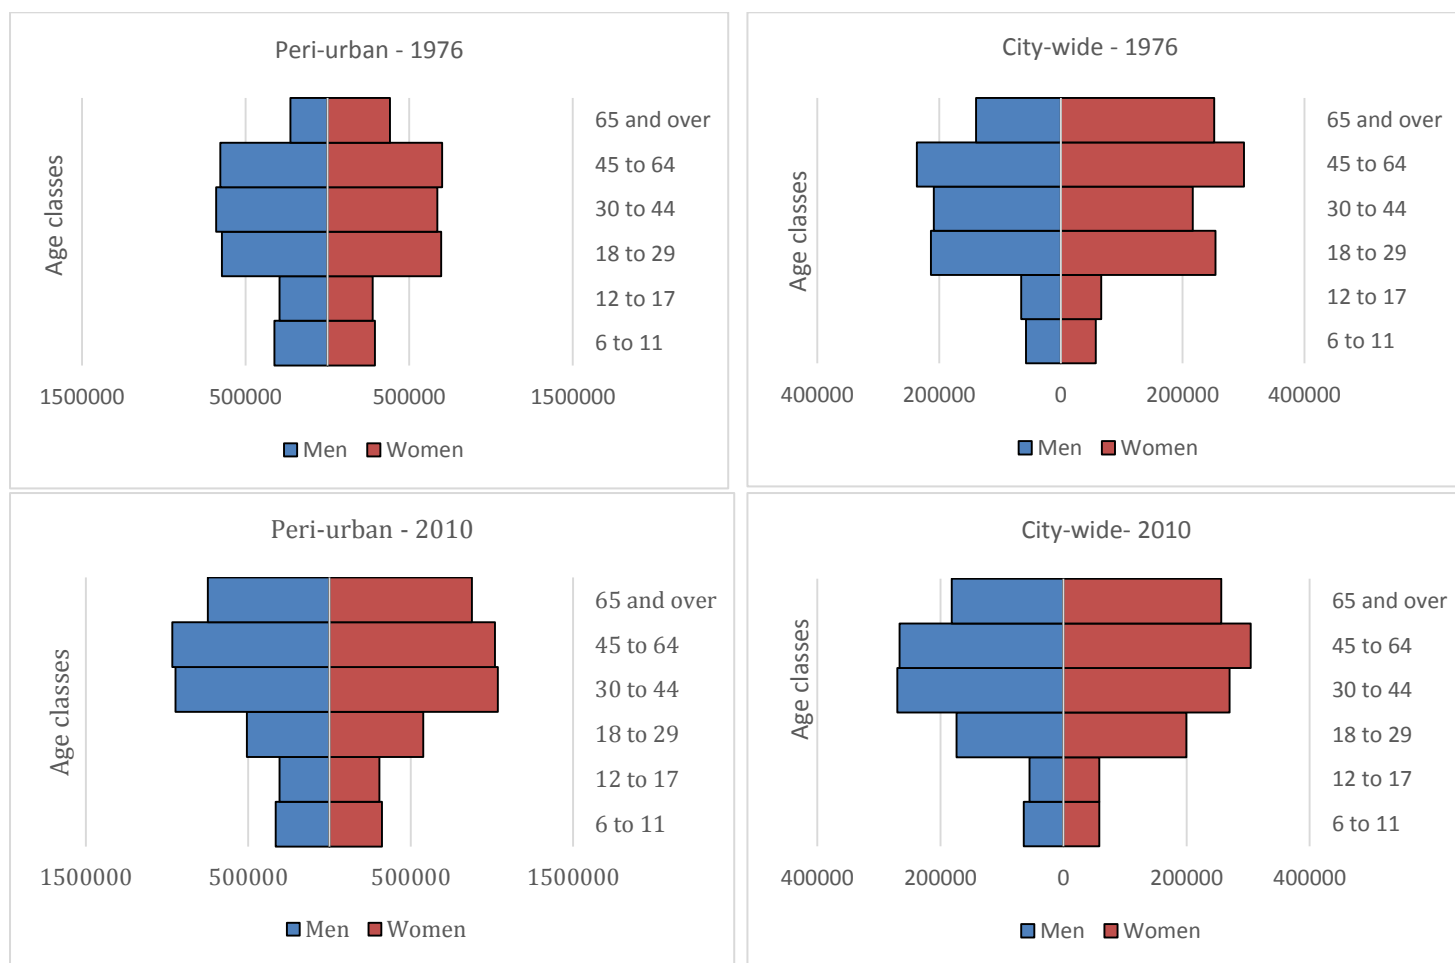 Peri-urban - 1976
Age classes
65 and over
45 to 64
30 to 44
18 to 29
12 to 17
6 to 11
1500000 500000 500000 1500000
Men Women
City-wide - 1976
Age classes
65 and over
45 to 64
30 to 44
18 to 29
12 to 17
6 to 11
400000 200000 0 200000 400000
Men Women
Peri-urban - 2010
Age classes
65 and over
45 to 64
30 to 44
18 to 29
12 to 17
6 to 11
1500000 500000 500000 1500000
Men Women
City-wide- 2010
Age classes
65 and over
45 to 64
30 to 44
18 to 29
12 to 17
6 to 11
400000 200000 0 200000 400000
Men Women